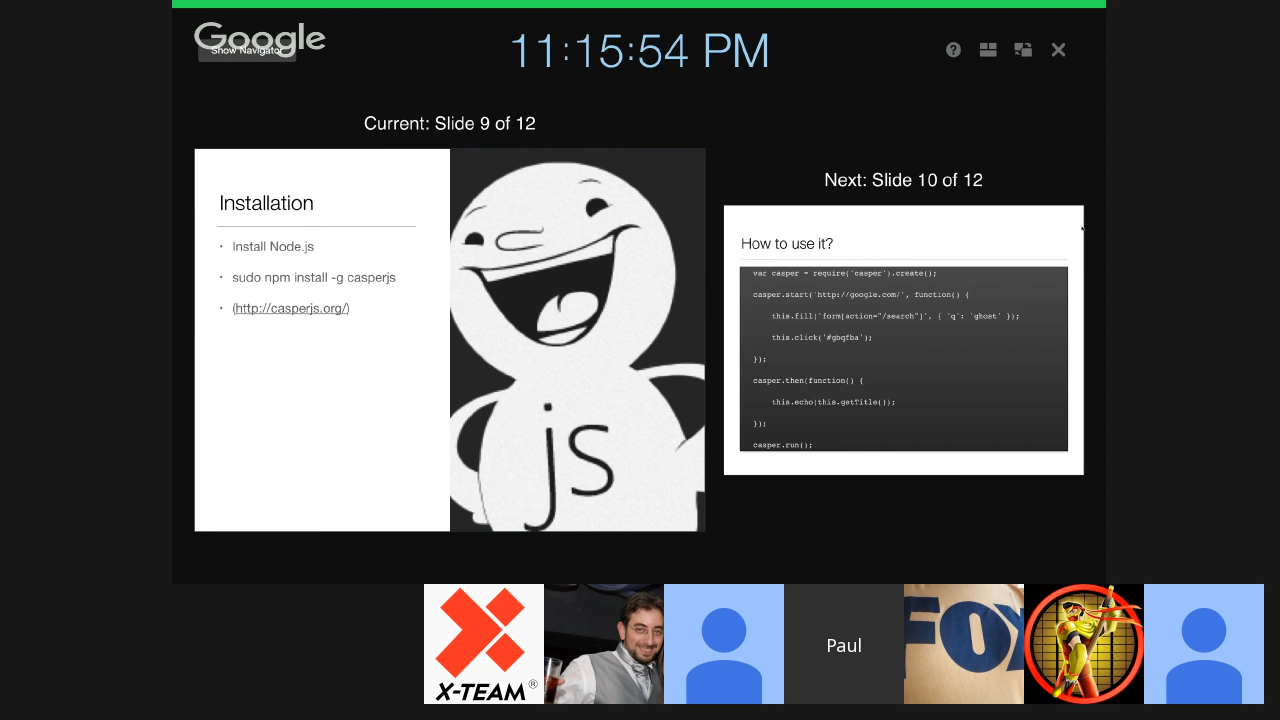 Google
Show Navigator
11:15:54 PM
Current: Slide 9 of 12
Installation
• Install Node.js
• sudo npm install -g casperjs
• (http://casperjs.org/)
js
Next: Slide 10 of 12
How to use it?
var casper = require('casper').create();
casper.start('http://google.com/', function() {
this.fill('form[action="/search"]', { 'q': 'ghost' });
this.click('#gbqfba');
});
casper.then(function() {
this.echo(this.getTitle());
});
casper.run();
X-TEAM®
Paul
FOX